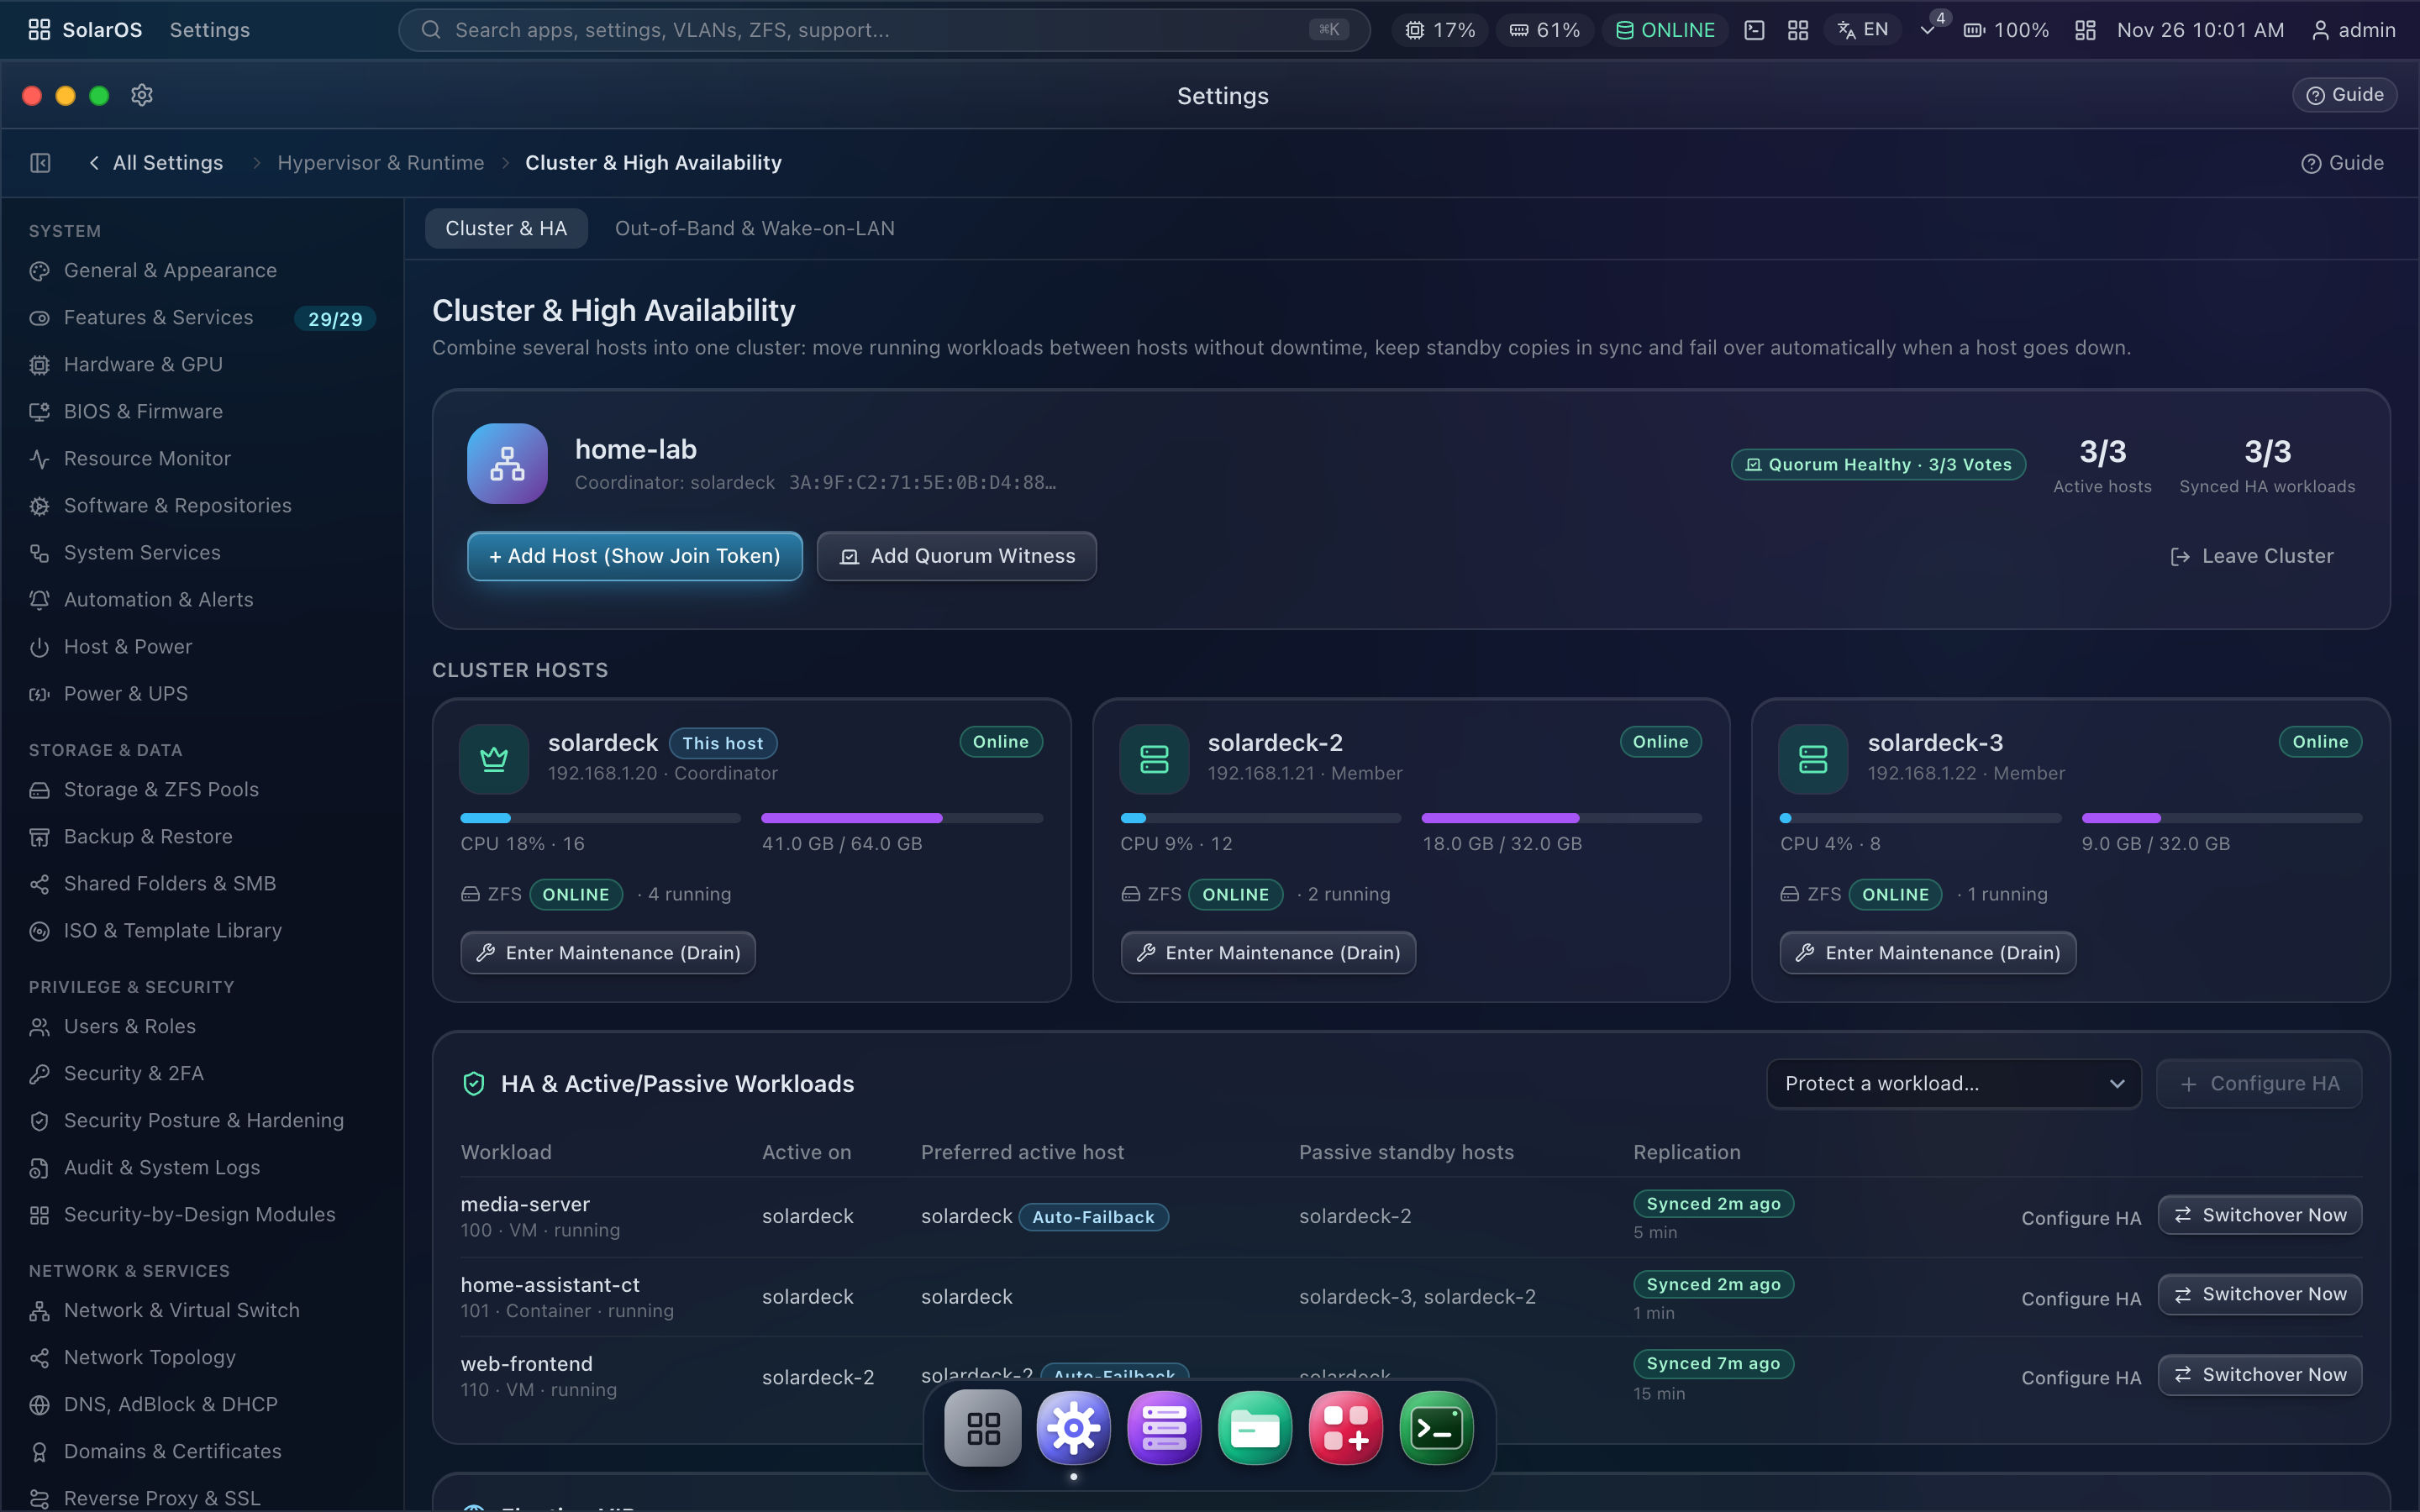 SolarOS Settings Search apps, settings, VLANs, ZFS, support... ⌘K 17% 61% ONLINE EN 4 100% Nov 26 10:01 AM admin
Settings Guide
All Settings Hypervisor & Runtime Cluster & High Availability Guide
SYSTEM
General & Appearance
Features & Services 29/29
Hardware & GPU
BIOS & Firmware
Resource Monitor
Software & Repositories
System Services
Automation & Alerts
Host & Power
Power & UPS
STORAGE & DATA
Storage & ZFS Pools
Backup & Restore
Shared Folders & SMB
ISO & Template Library
PRIVILEGE & SECURITY
Users & Roles
Security & 2FA
Security Posture & Hardening
Audit & System Logs
Security-by-Design Modules
NETWORK & SERVICES
Network & Virtual Switch
Network Topology
DNS, AdBlock & DHCP
Domains & Certificates
Reverse Proxy & SSL
Cluster & HA Out-of-Band & Wake-on-LAN
Cluster & High Availability
Combine several hosts into one cluster: move running workloads between hosts without downtime, keep standby copies in sync and fail over automatically when a host goes down.
home-lab
Coordinator: solardeck 3A:9F:C2:71:5E:0B:D4:88…
Quorum Healthy · 3/3 Votes
3/3
Active hosts
3/3
Synced HA workloads
+ Add Host (Show Join Token) Add Quorum Witness Leave Cluster
CLUSTER HOSTS
solardeck This host Online
192.168.1.20 · Coordinator
CPU 18% · 16 41.0 GB / 64.0 GB
ZFS ONLINE · 4 running
Enter Maintenance (Drain)
solardeck-2 Online
192.168.1.21 · Member
CPU 9% · 12 18.0 GB / 32.0 GB
ZFS ONLINE · 2 running
Enter Maintenance (Drain)
solardeck-3 Online
192.168.1.22 · Member
CPU 4% · 8 9.0 GB / 32.0 GB
ZFS ONLINE · 1 running
Enter Maintenance (Drain)
HA & Active/Passive Workloads Protect a workload... + Configure HA
Workload Active on Preferred active host Passive standby hosts Replication
media-server
100 · VM · running
solardeck solardeck Auto-Failback solardeck-2
Synced 2m ago
5 min
Configure HA Switchover Now
home-assistant-ct
101 · Container · running
solardeck solardeck solardeck-3, solardeck-2
Synced 2m ago
1 min
Configure HA Switchover Now
web-frontend
110 · VM · running
solardeck-2 solardeck-2 Auto-Failback solardeck
Synced 7m ago
15 min
Configure HA Switchover Now